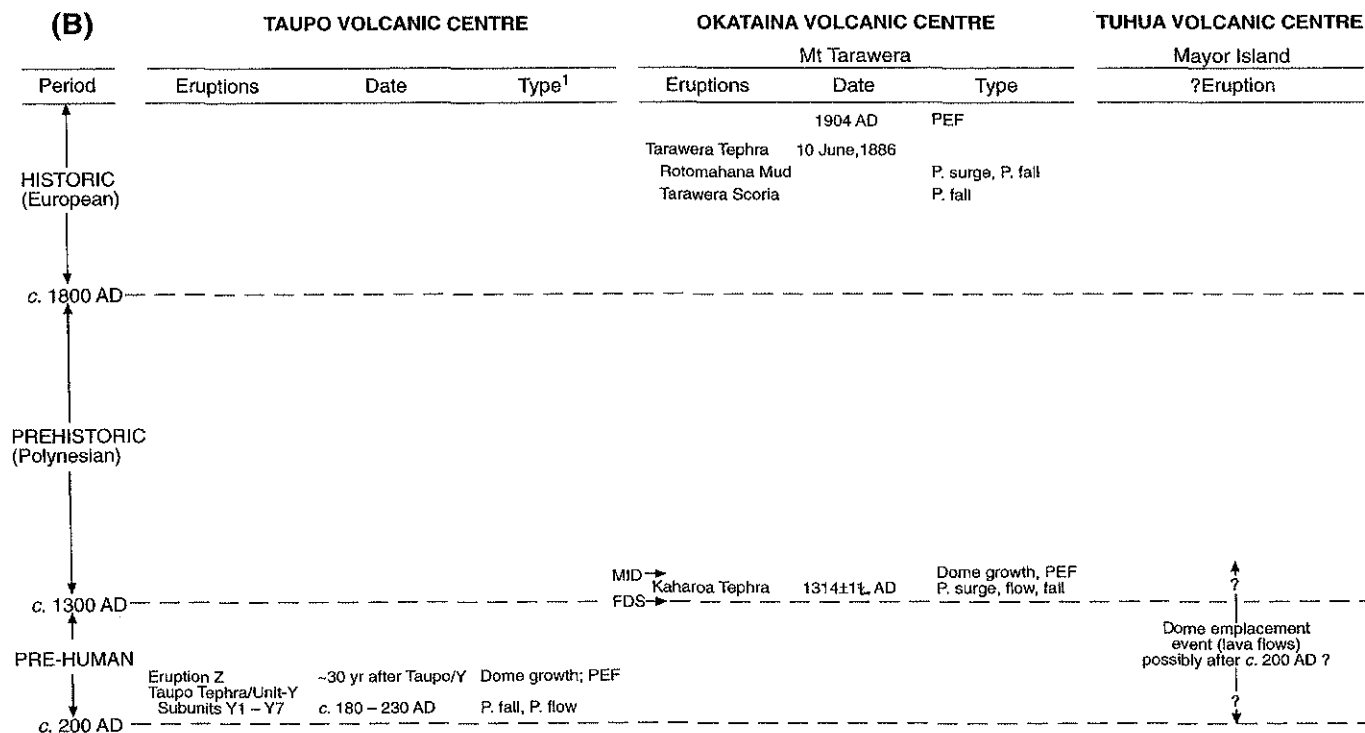 (B)
TAUPO VOLCANIC CENTRE OKATAINA VOLCANIC CENTRE TUHUA VOLCANIC CENTRE
Mt Tarawera Mayor Island
Period Eruptions Date Type1 Eruptions Date Type ?Eruption
1904 AD PEF
Tarawera Tephra 10 June,1886
Rotomahana Mud P. surge, P. fall
HISTORIC
(European)
Tarawera Scoria P. fall
c. 1800 AD
PREHISTORIC
(Polynesian)
MID Dome growth, PEF
Kaharoa Tephra 1314±12 AD P. surge, flow, fall ?
c. 1300 AD FDS
Dome emplacement
event (lava flows)
possibly after c. 200 AD ?
PRE-HUMAN
Eruption Z ~30 yr after Taupo/Y Dome growth; PEF
Taupo Tephra/Unit-Y
Subunits Y1 – Y7 c. 180 – 230 AD P. fall, P. flow ?
c. 200 AD